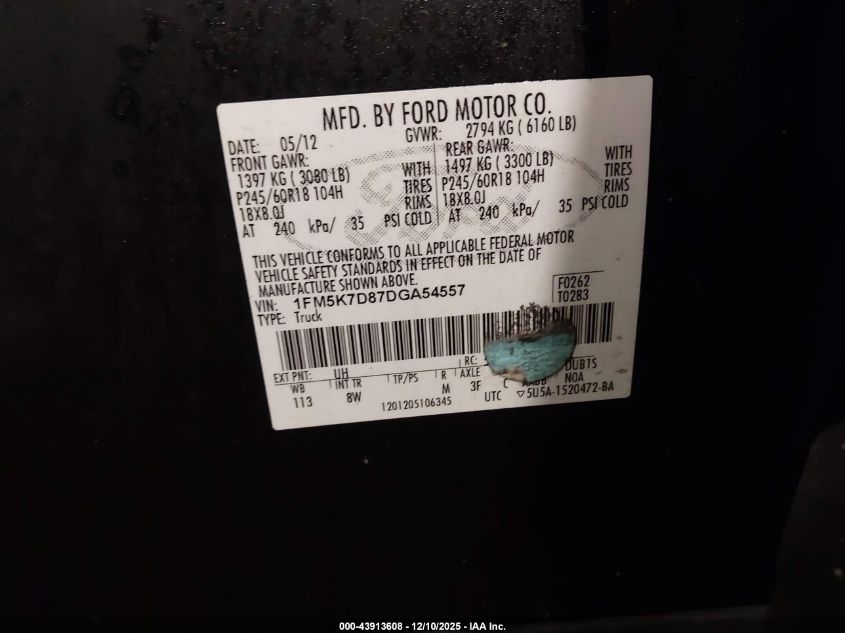 MFD. BY FORD MOTOR CO.
DATE: 05/12 GVWR: 2794 KG ( 6160 LB)
FRONT GAWR: REAR GAWR:
1397 KG ( 3080 LB) WITH 1497 KG ( 3300 LB) WITH
P245/60R18 104H TIRES P245/60R18 104H TIRES
18X8.0J RIMS 18X8.0J RIMS
AT 240 kPa/ 35 PSI COLD AT 240 kPa/ 35 PSI COLD
Ford
THIS VEHICLE CONFORMS TO ALL APPLICABLE FEDERAL MOTOR
VEHICLE SAFETY STANDARDS IN EFFECT ON THE DATE OF
MANUFACTURE SHOWN ABOVE.
VIN: 1FM5K7D87DGA54557 F0262
TYPE: Truck T0283
EXT PNT: UH RC:
WB INT TR TP/PS R AXLE
113 8W M 3F
1201205106345 UTC
NOA
▽5U5A-1520472-BA
000-43913608 - 12/10/2025 - IAA Inc.